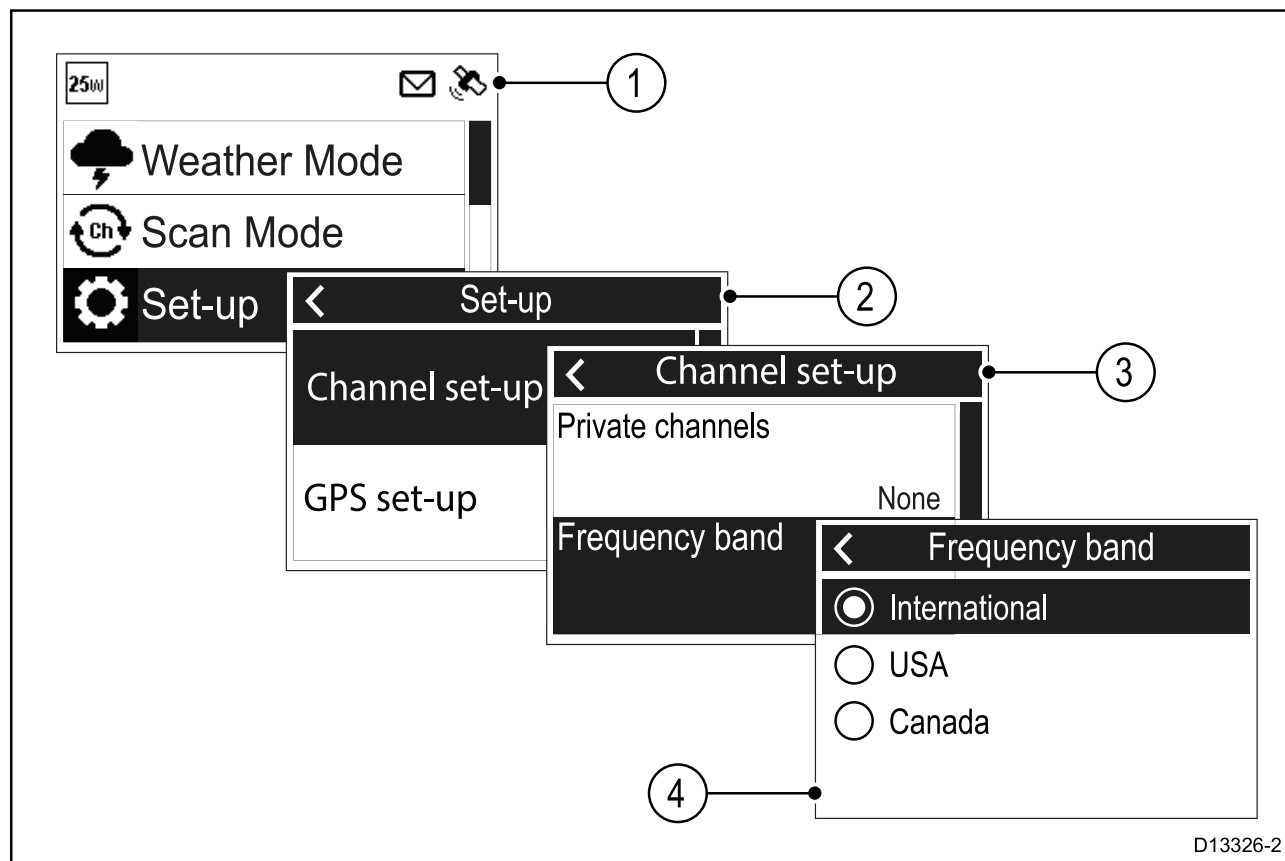 25W
1
Weather Mode
Ch
Scan Mode
Set-up
Set-up
2
Channel set-up
GPS set-up
Channel set-up
3
Private channels
None
Frequency band
Frequency band
International
USA
Canada
4
D13326-2